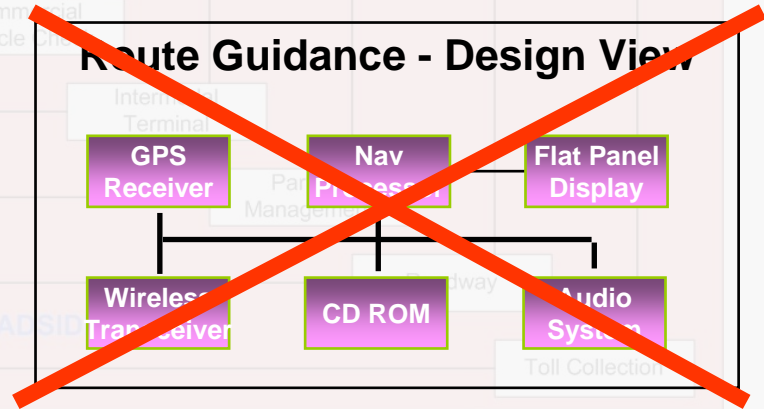 Route Guidance - Design View
Intermodal
Terminal
GPS
Receiver
Nav
Processor
Flat Panel
Display
Management
Wireless
Transceiver
CD ROM
Roadway
Audio
System
Toll Collection